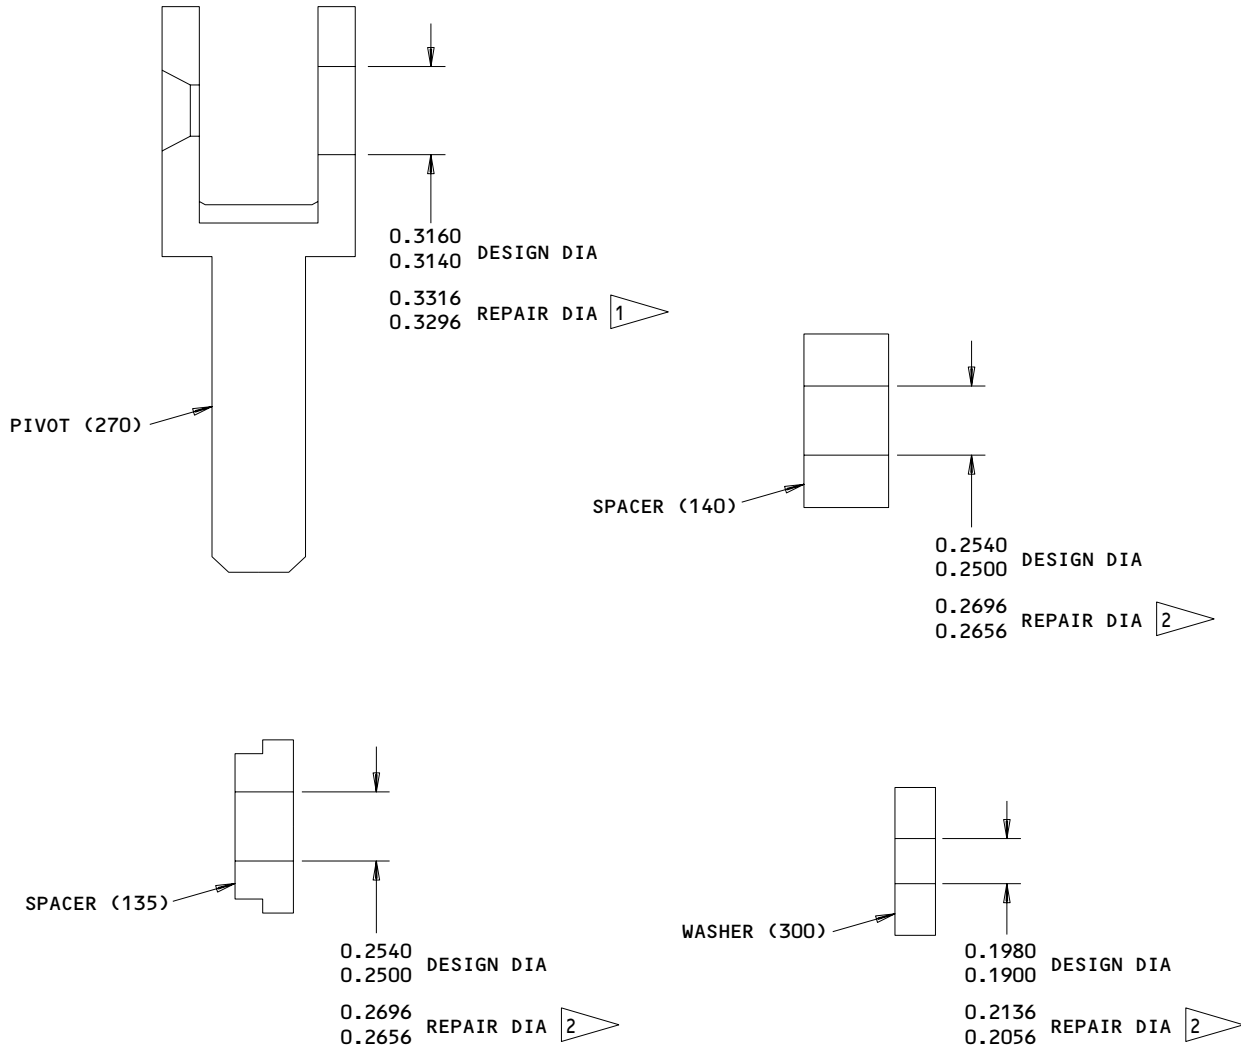 0.3160
0.3140 DESIGN DIA
0.3316
0.3296 REPAIR DIA 1
PIVOT (270)
SPACER (140)
0.2540
0.2500 DESIGN DIA
0.2696
0.2656 REPAIR DIA 2
SPACER (135)
0.2540
0.2500 DESIGN DIA
0.2696
0.2656 REPAIR DIA 2
WASHER (300)
0.1980
0.1900 DESIGN DIA
0.2136
0.2056 REPAIR DIA 2